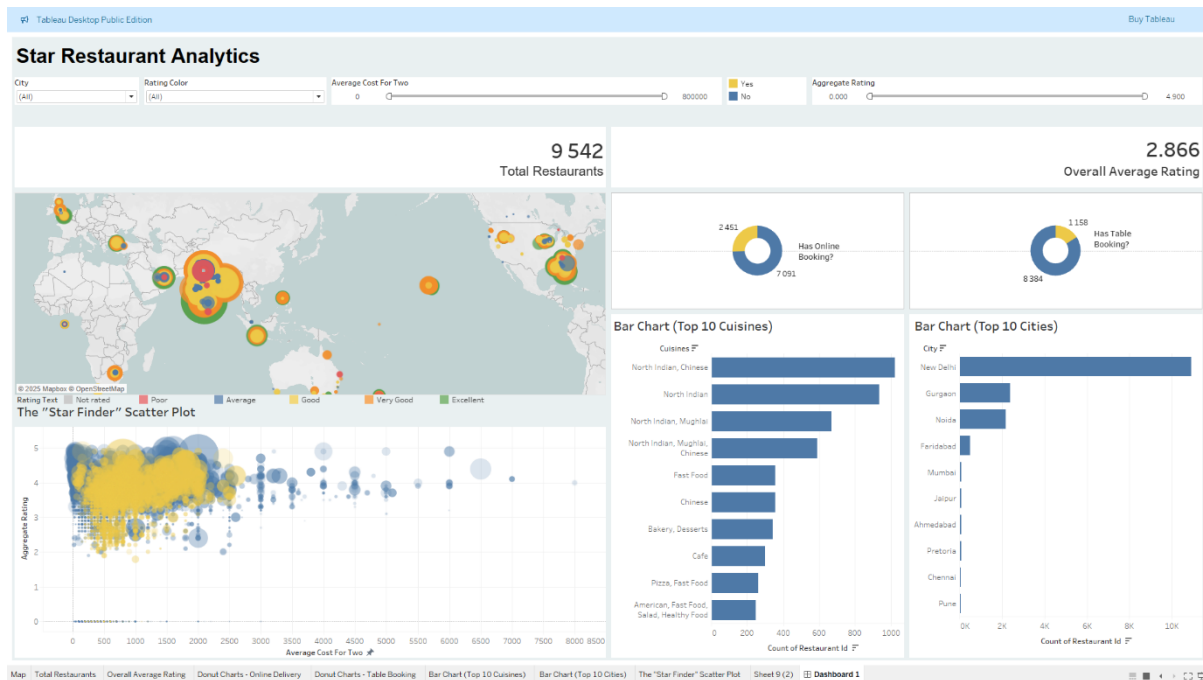 Tableau Desktop Public Edition
Buy Tableau
Star Restaurant Analytics
City
(All)
Rating Color
(All)
Average Cost For Two
0
800000
Yes
No
Aggregate Rating
0.000
4.900
9 542
Total Restaurants
2.866
Overall Average Rating
© 2025 Mapbox © OpenStreetMap
Rating Text
Not rated
Poor
Average
Good
Very Good
Excellent
2 451
7 091
Has Online
Booking?
1 158
8 384
Has Table
Booking?
The "Star Finder" Scatter Plot
Aggregate Rating
5
4
3
2
1
0
0 500 1000 1500 2000 2500 3000 3500 4000 4500 5000 5500 6000 6500 7000 7500 8000 8500
Average Cost For Two
Bar Chart (Top 10 Cuisines)
Cuisines
North Indian, Chinese
North Indian
North Indian, Mughlai
North Indian, Mughlai,
Chinese
Fast Food
Chinese
Bakery, Desserts
Cafe
Pizza, Fast Food
American, Fast Food,
Salad, Healthy Food
0 200 400 600 800 1000
Count of Restaurant Id
Bar Chart (Top 10 Cities)
City
New Delhi
Gurgaon
Noida
Faridabad
Mumbai
Jaipur
Ahmedabad
Pretoria
Chennai
Pune
0K 2K 4K 6K 8K 10K
Count of Restaurant Id
Map
Total Restaurants
Overall Average Rating
Donut Charts - Online Delivery
Donut Charts - Table Booking
Bar Chart (Top 10 Cuisines)
Bar Chart (Top 10 Cities)
The "Star Finder" Scatter Plot
Sheet 9 (2)
Dashboard 1